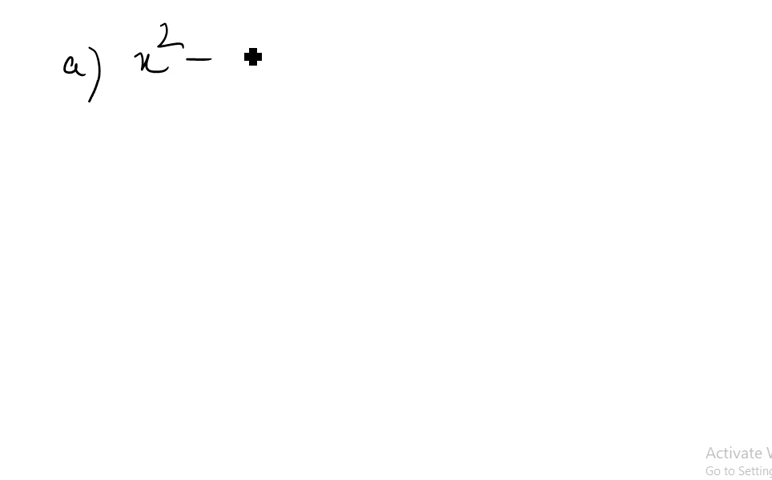 a) x² −
Activate
Go to Setting